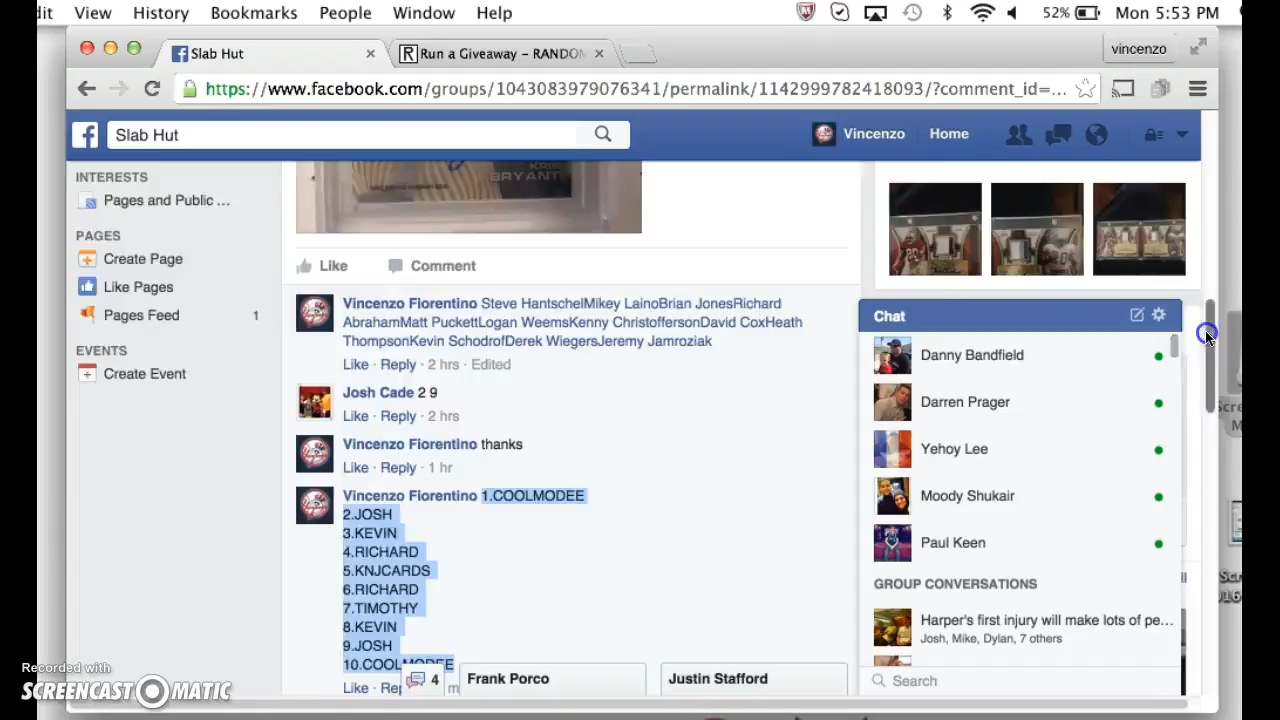 dit View History Bookmarks People Window Help 52% Mon 5:53 PM
Slab Hut
R Run a Giveaway – RANDOM
vincenzo
https://www.facebook.com/groups/1043083979076341/permalink/1142999782418093/?comment_id=...
f Slab Hut Vincenzo Home
INTERESTS
Pages and Public ...
PAGES
Create Page
Like Pages
Pages Feed 1
EVENTS
Create Event
KRIS
BRYANT
Like Comment
Vincenzo Fiorentino Steve HantschelMikey LainoBrian JonesRichard
AbrahamMatt PuckettLogan WeemsKenny ChristoffersonDavid CoxHeath
ThompsonKevin SchodrofDerek WiegersJeremy Jamroziak
Like · Reply · 2 hrs · Edited
Josh Cade 2 9
Like · Reply · 2 hrs
Vincenzo Fiorentino thanks
Like · Reply · 1 hr
Vincenzo Fiorentino 1.COOLMODEE
2.JOSH
3.KEVIN
4.RICHARD
5.KNJCARDS
6.RICHARD
7.TIMOTHY
8.KEVIN
9.JOSH
10.COOLMODEE
Like · Rep m
4
Frank Porco
Justin Stafford
Chat
Danny Bandfield
Darren Prager
Yehoy Lee
Moody Shukair
Paul Keen
GROUP CONVERSATIONS
Harper's first injury will make lots of pe...
Josh, Mike, Dylan, 7 others
Search
Recorded with
SCREENCAST O MATIC